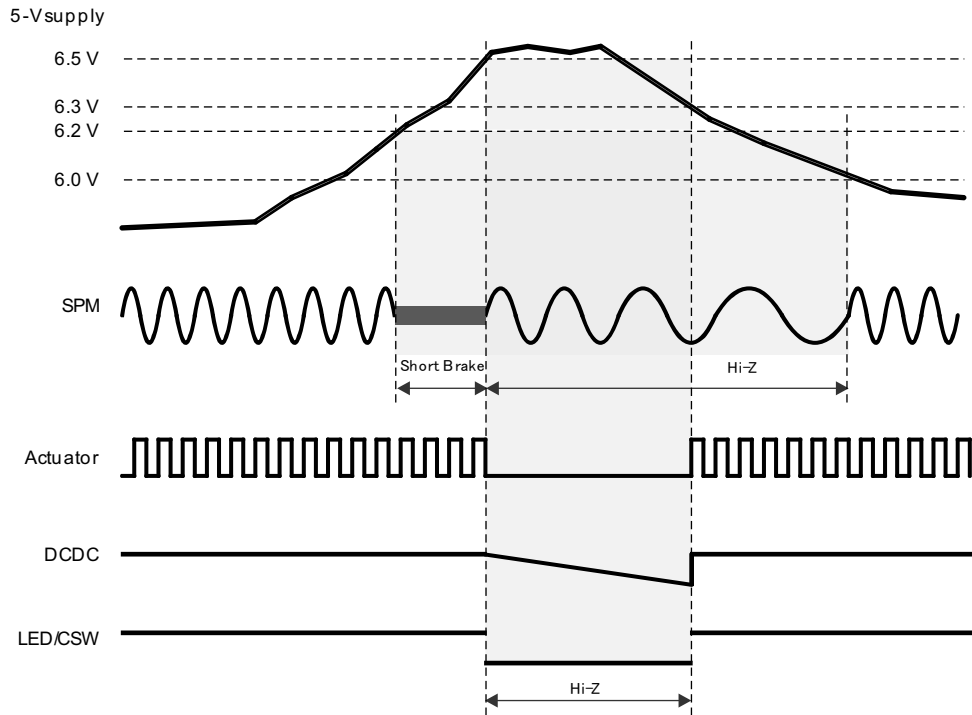 5-Vsupply
6.5 V
6.3 V
6.2 V
6.0 V
SPM
Short Brake
Hi-Z
Actuator
DCDC
LED/CSW
Hi-Z